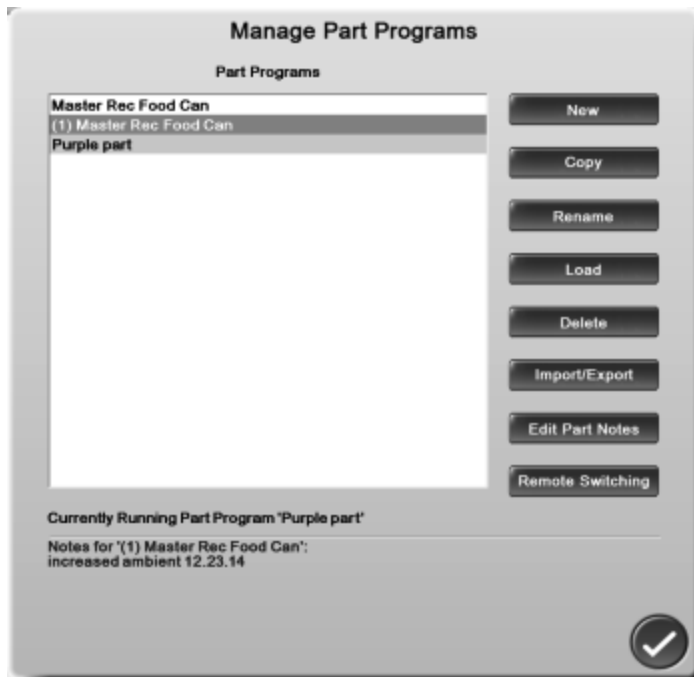 Manage Part Programs
Part Programs
Master Rec Food Can
(1) Master Rec Food Can
Purple part
New
Copy
Rename
Load
Delete
Import/Export
Edit Part Notes
Remote Switching
Currently Running Part Program 'Purple part'
Notes for '(1) Master Rec Food Can':
increased ambient 12.23.14